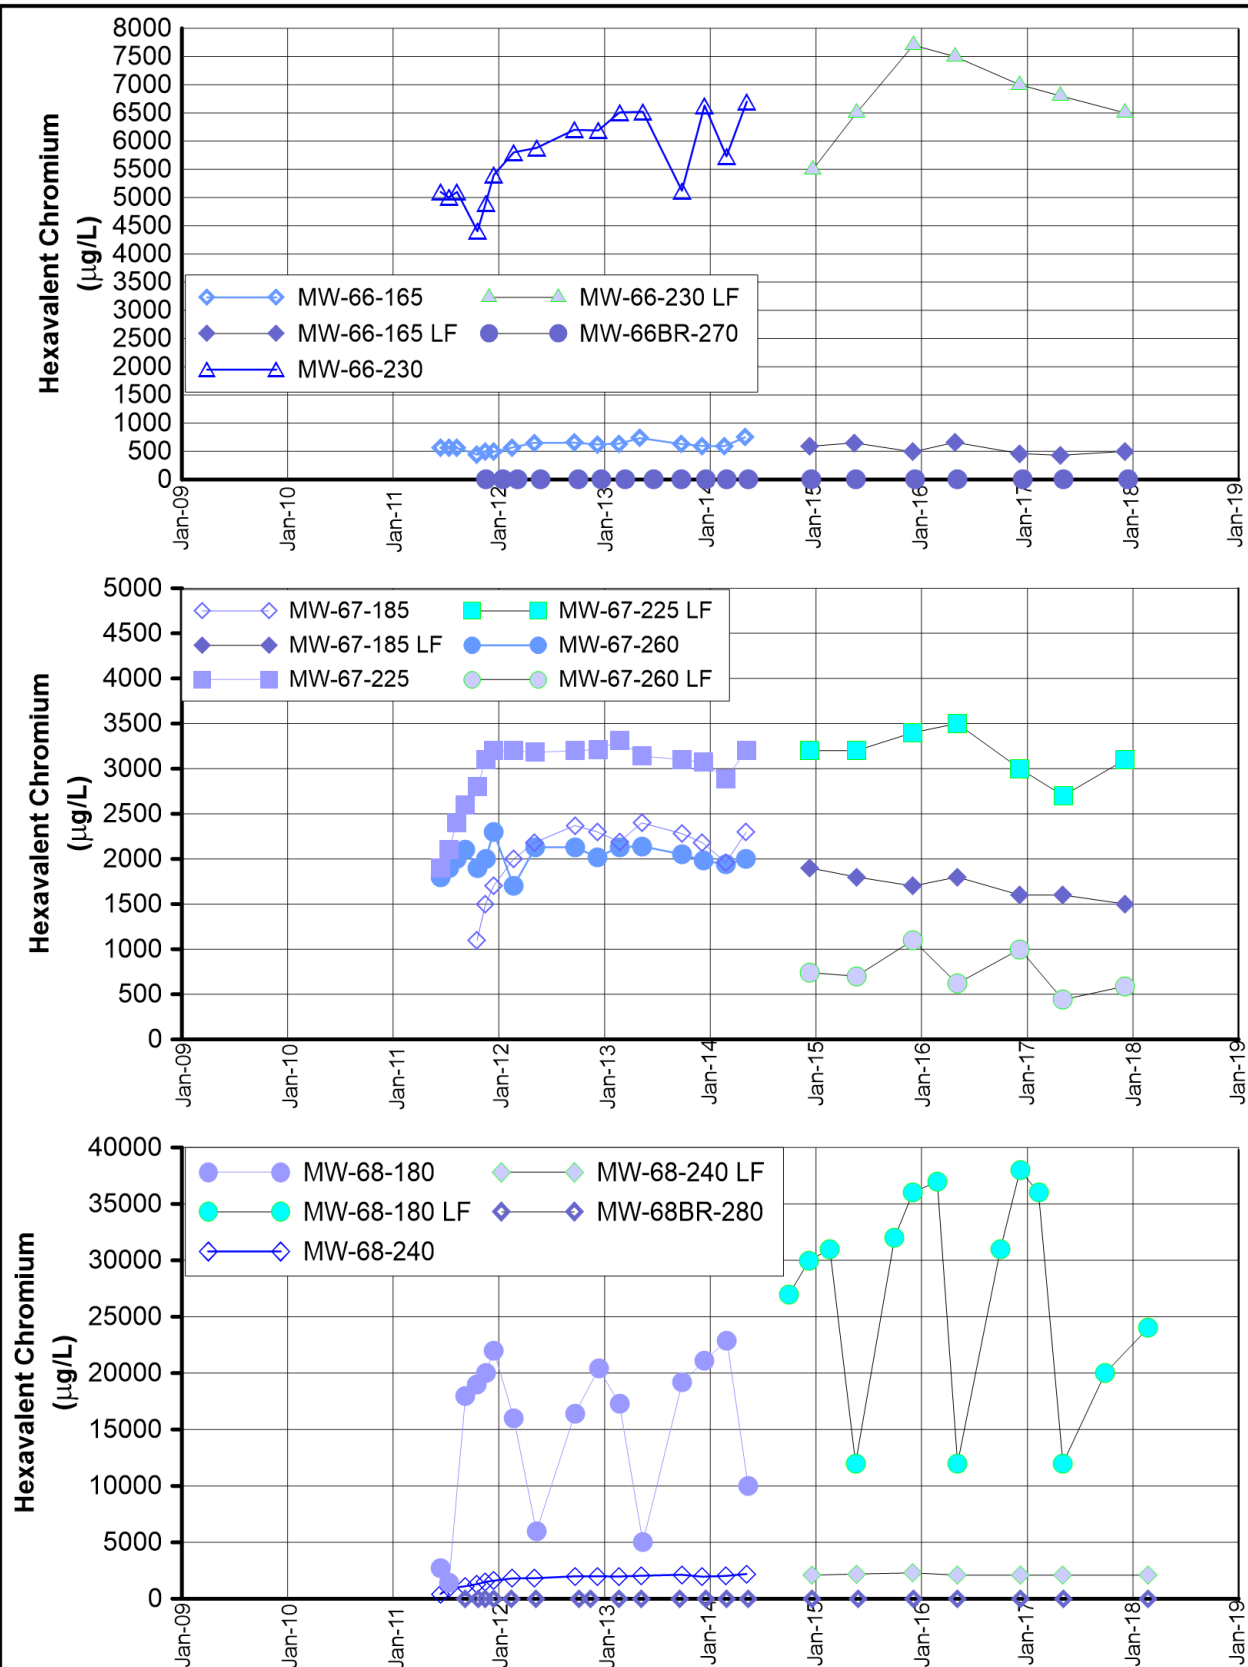 8000
7500
7000
6500
6000
5500
5000
4500
4000
3500
3000
2500
2000
1500
1000
500
0
Hexavalent Chromium
(µg/L)
MW-66-165
MW-66-230 LF
MW-66-165 LF
MW-66BR-270
MW-66-230
Jan-09
Jan-10
Jan-11
Jan-12
Jan-13
Jan-14
Jan-15
Jan-16
Jan-17
Jan-18
Jan-19
5000
4500
4000
3500
3000
2500
2000
1500
1000
500
0
Hexavalent Chromium
(µg/L)
MW-67-185
MW-67-225 LF
MW-67-185 LF
MW-67-260
MW-67-225
MW-67-260 LF
Jan-09
Jan-10
Jan-11
Jan-12
Jan-13
Jan-14
Jan-15
Jan-16
Jan-17
Jan-18
Jan-19
40000
35000
30000
25000
20000
15000
10000
5000
0
Hexavalent Chromium
(µg/L)
MW-68-180
MW-68-240 LF
MW-68-180 LF
MW-68BR-280
MW-68-240
Jan-09
Jan-10
Jan-11
Jan-12
Jan-13
Jan-14
Jan-15
Jan-16
Jan-17
Jan-18
Jan-19